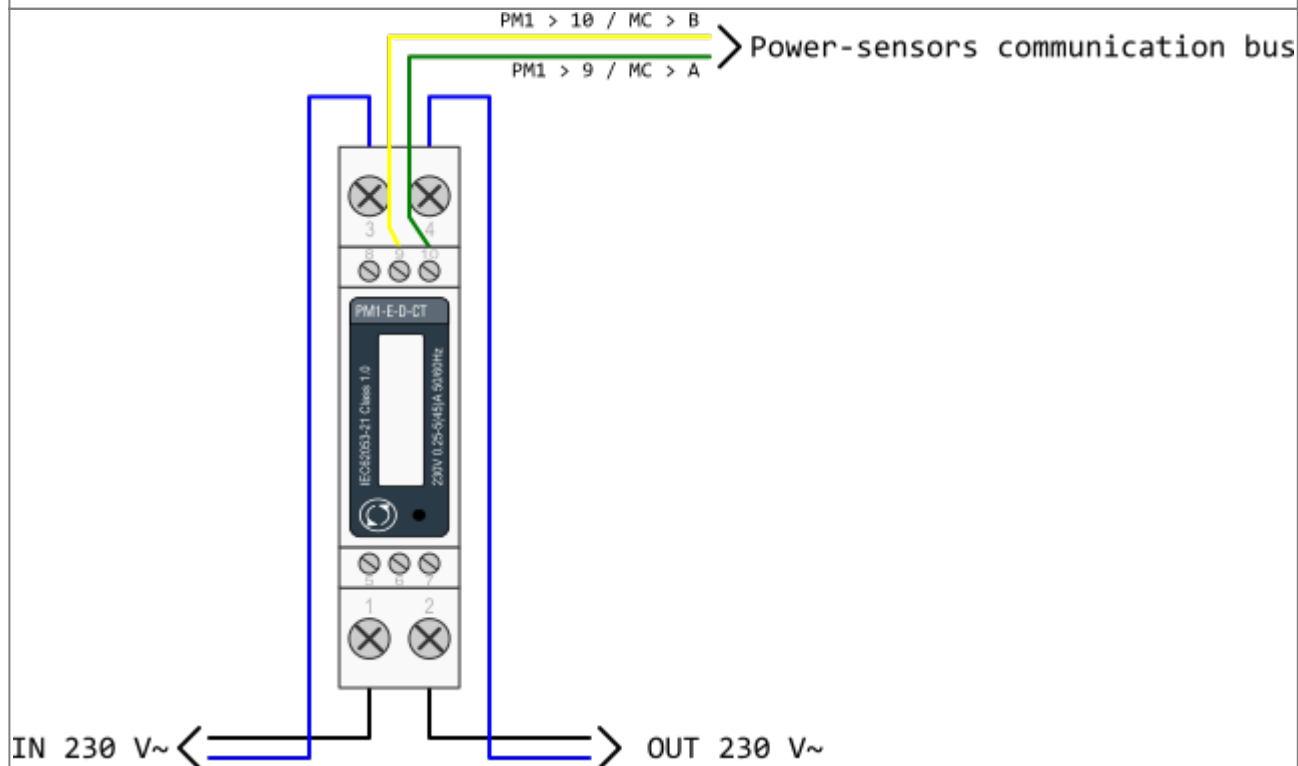 PM1 > 10 / MC > B
Power-sensors communication bus
PM1 > 9 / MC > A
3 4
8 9 10
PM1-E-D-CT
IEC62053-21 Class 1.0
230V 0.25-5(45)A 50/60Hz
5 6 7
1 2
IN 230 V~
OUT 230 V~